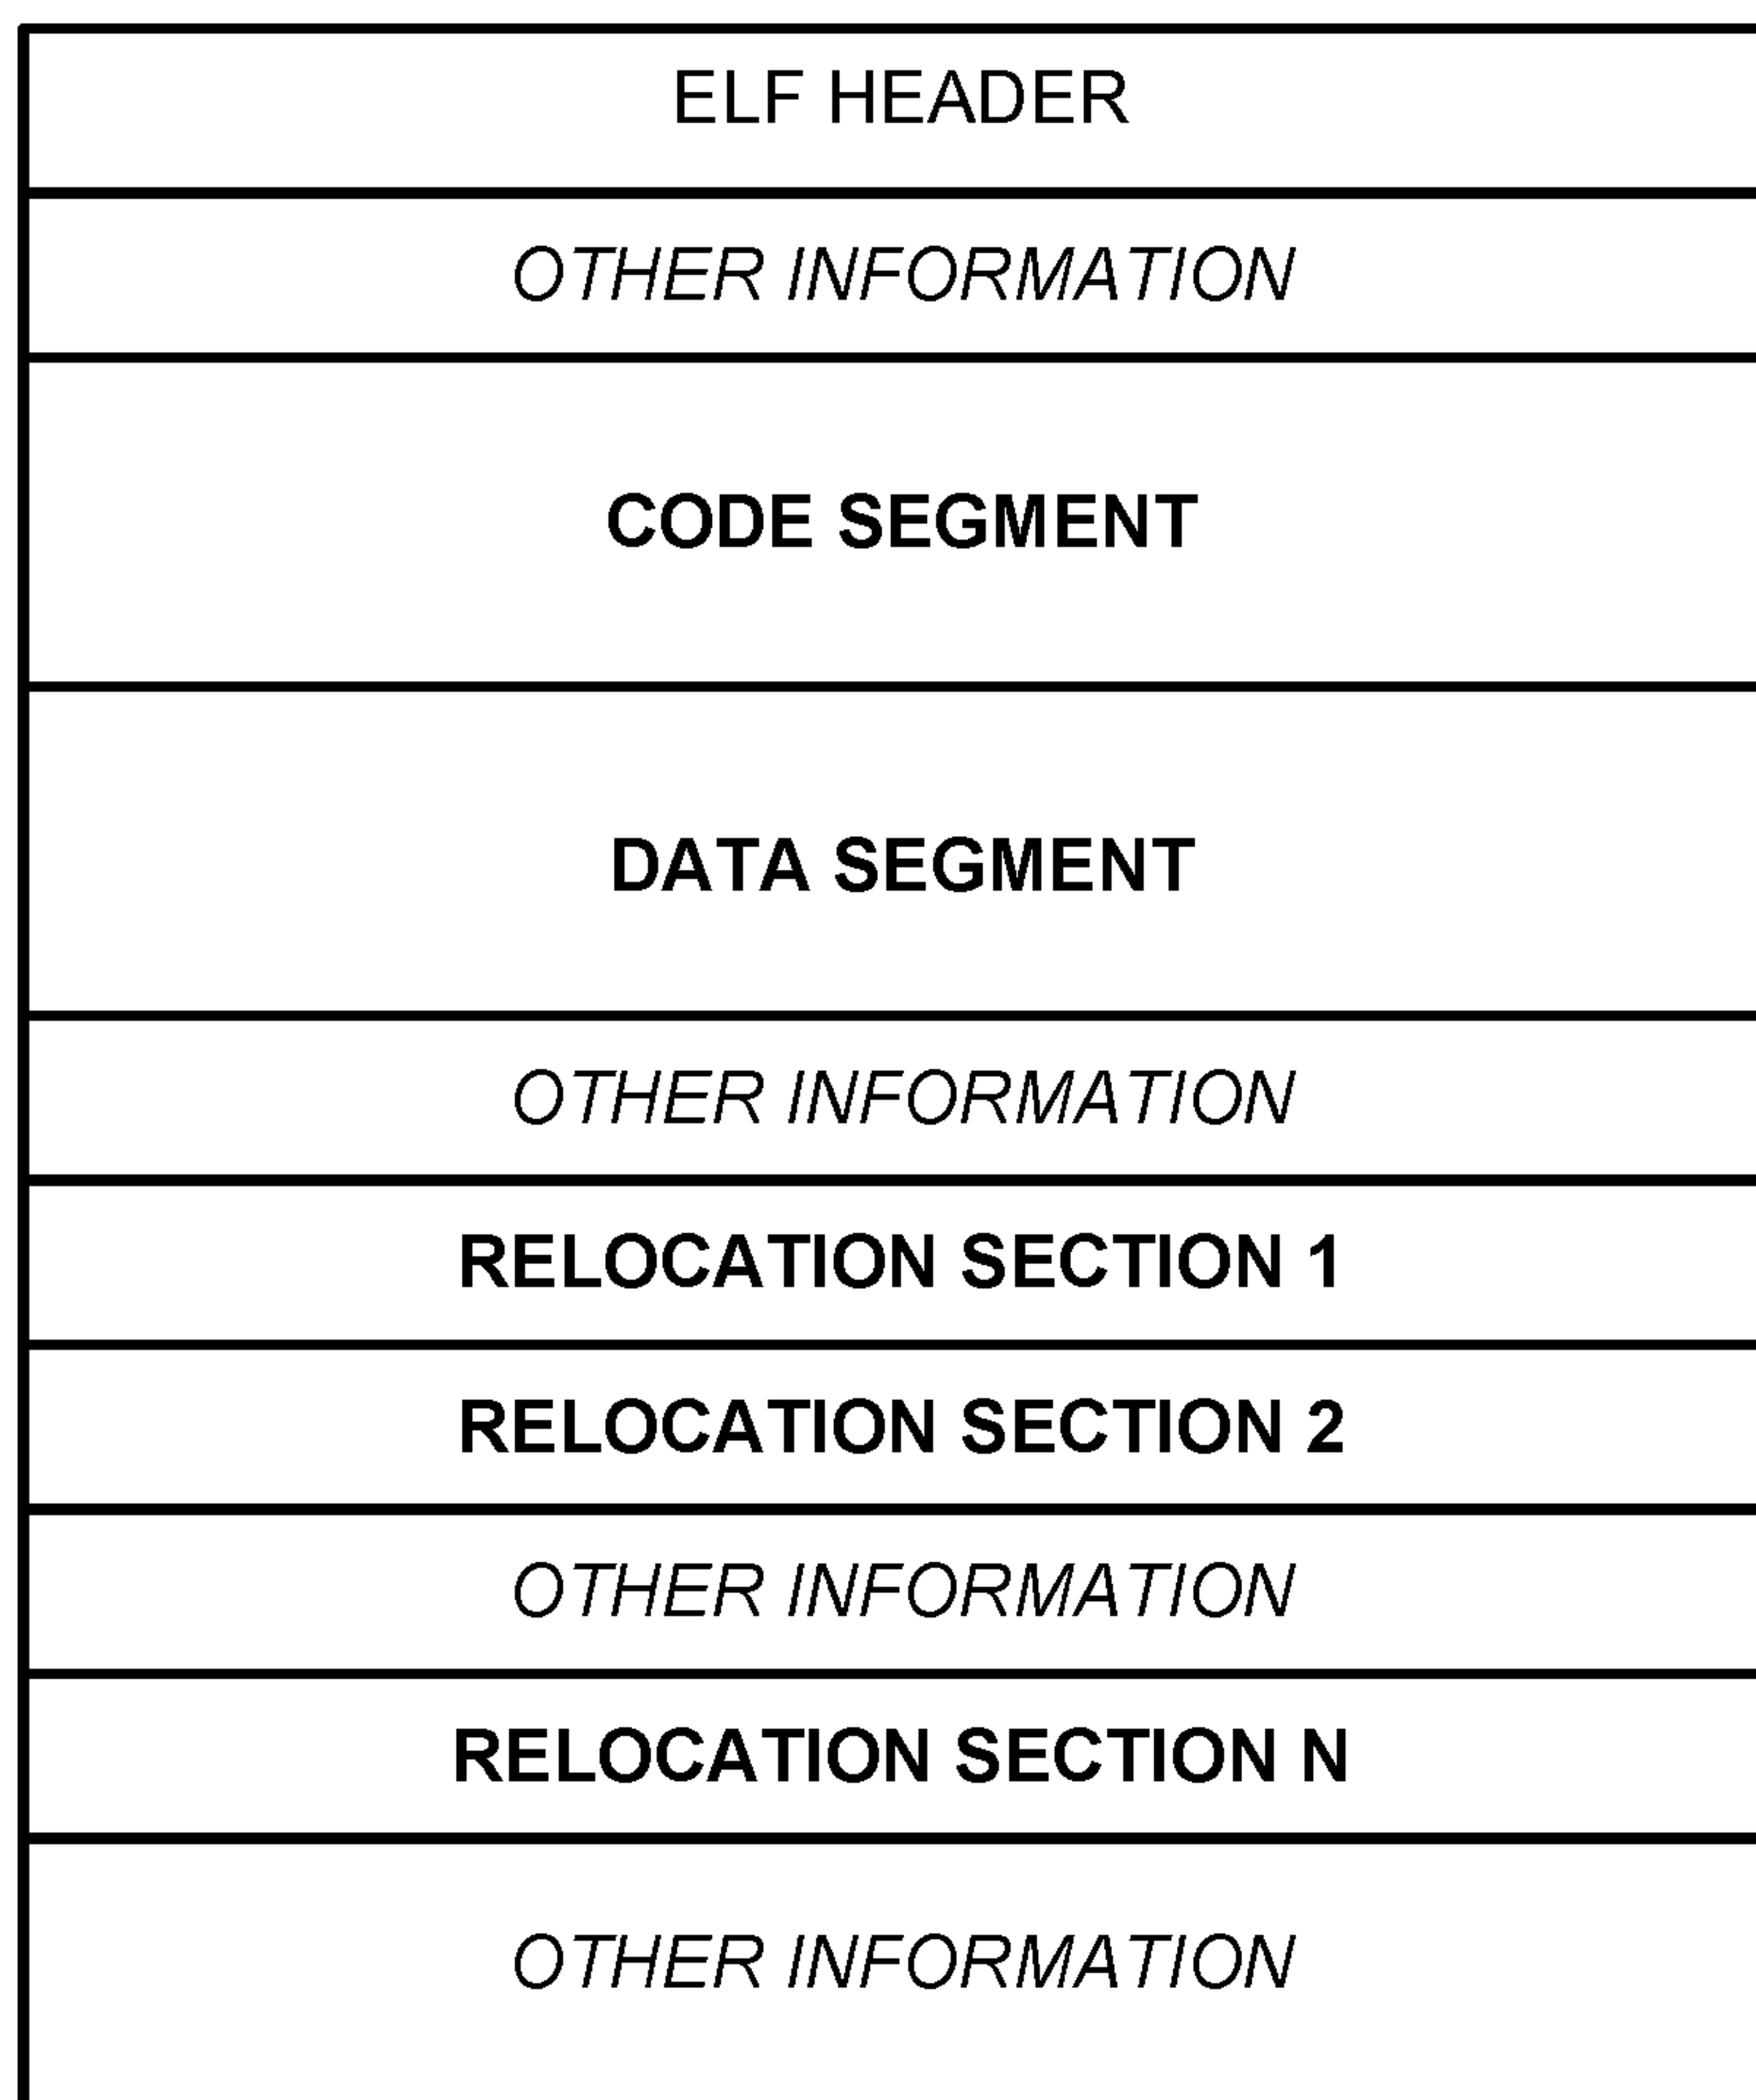 ELF HEADER
OTHER INFORMATION
CODE SEGMENT
DATA SEGMENT
OTHER INFORMATION
RELOCATION SECTION 1
RELOCATION SECTION 2
OTHER INFORMATION
RELOCATION SECTION N
OTHER INFORMATION